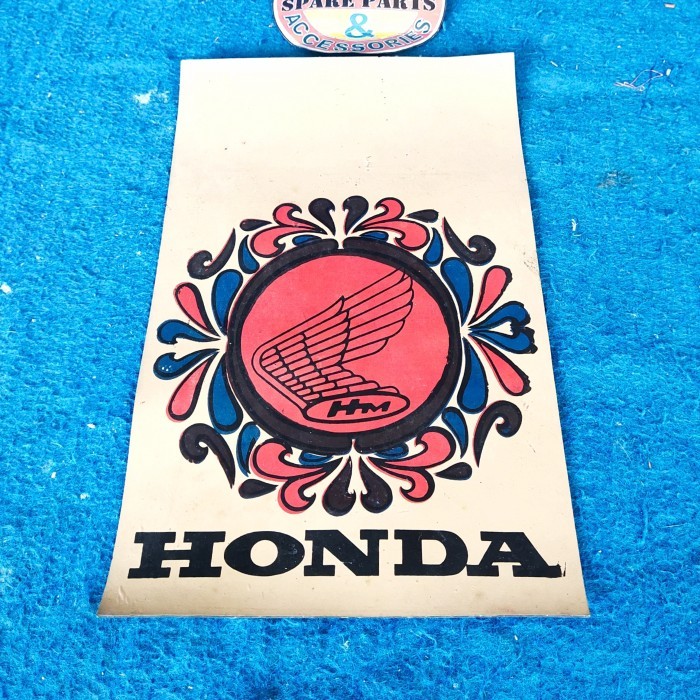 SPARE PARTS
&
ACCESSORIES
HM
HONDA